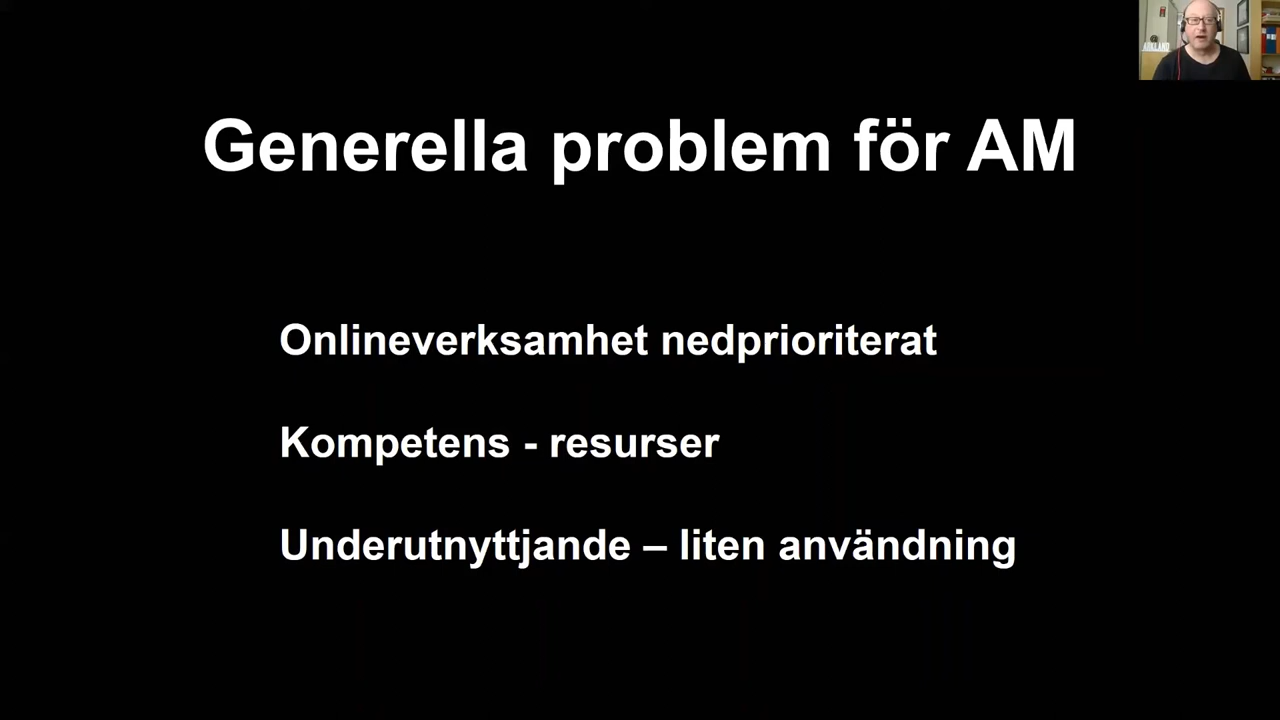 Generella problem för AM
Onlineverksamhet nedprioriterat
Kompetens - resurser
Underutnyttjande – liten användning